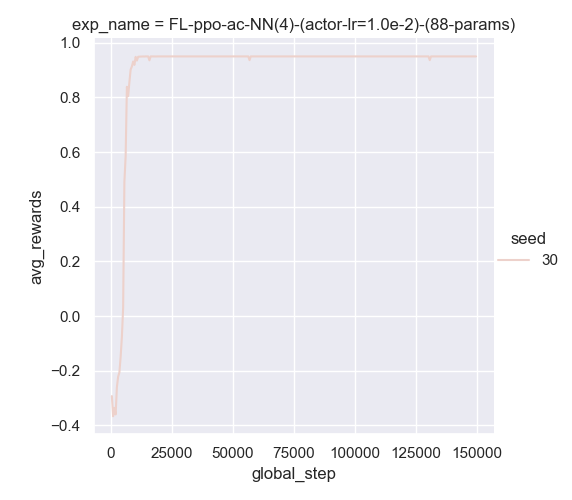 exp_name = FL-ppo-ac-NN(4)-(actor-lr=1.0e-2)-(88-params)
1.0
0.8
0.6
0.4
0.2
0.0
−0.2
−0.4
avg_rewards
0 25000 50000 75000 100000 125000 150000
global_step
seed
30